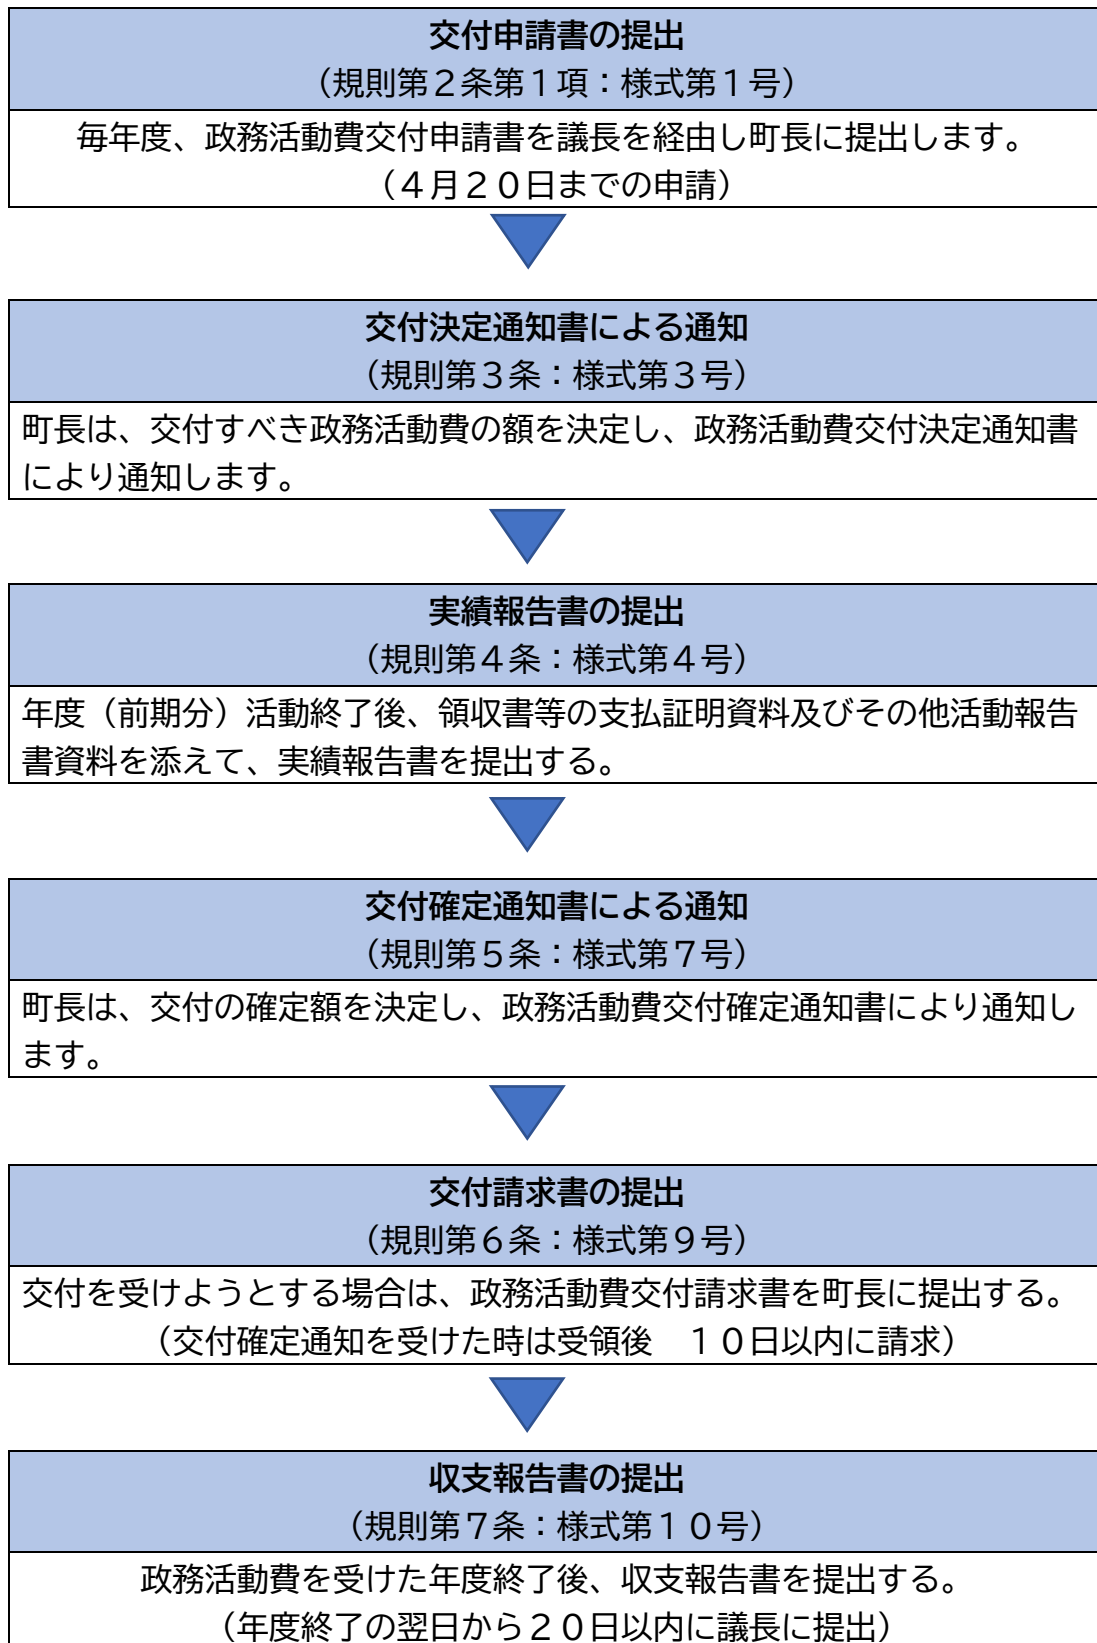 交付申請書の提出
（規則第２条第１項：様式第１号）
毎年度、政務活動費交付申請書を議長を経由し町長に提出します。
（４月２０日までの申請）
交付決定通知書による通知
（規則第３条：様式第３号）
町長は、交付すべき政務活動費の額を決定し、政務活動費交付決定通知書
により通知します。
実績報告書の提出
（規則第４条：様式第４号）
年度（前期分）活動終了後、領収書等の支払証明資料及びその他活動報告
書資料を添えて、実績報告書を提出する。
交付確定通知書による通知
（規則第５条：様式第７号）
町長は、交付の確定額を決定し、政務活動費交付確定通知書により通知し
ます。
交付請求書の提出
（規則第６条：様式第９号）
交付を受けようとする場合は、政務活動費交付請求書を町長に提出する。
（交付確定通知を受けた時は受領後　１０日以内に請求）
収支報告書の提出
（規則第７条：様式第１０号）
政務活動費を受けた年度終了後、収支報告書を提出する。
（年度終了の翌日から２０日以内に議長に提出）